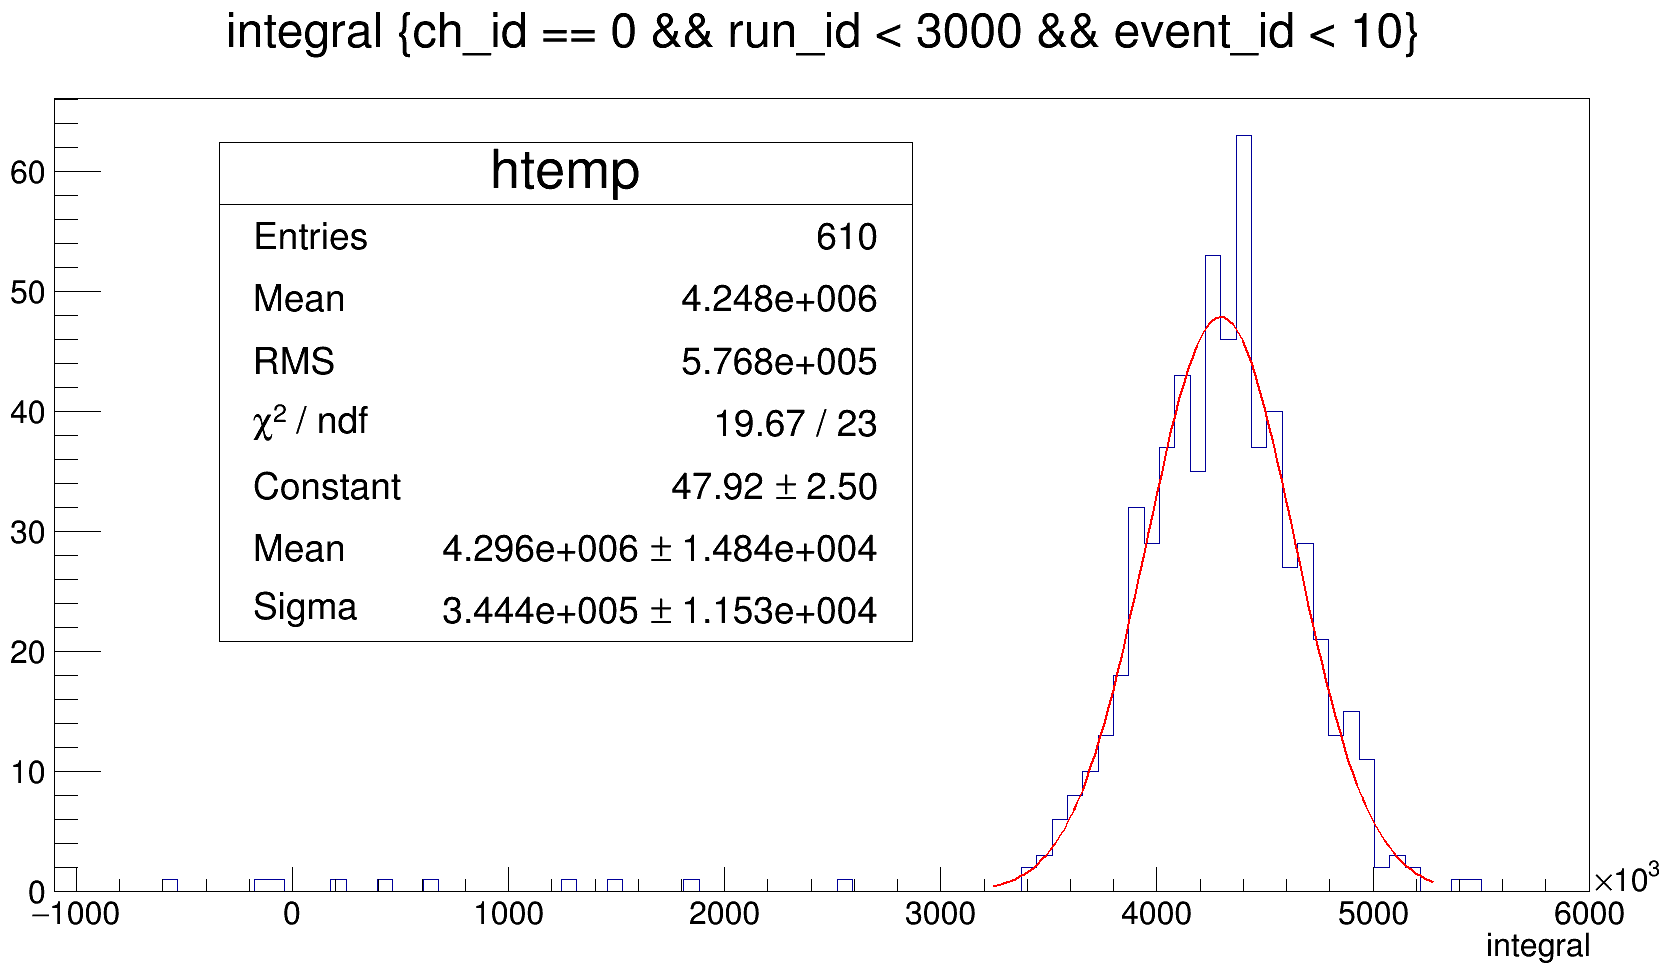 integral {ch_id == 0 && run_id < 3000 && event_id < 10}
htemp
Entries 610
Mean 4.248e+006
RMS 5.768e+005
χ² / ndf 19.67 / 23
Constant 47.92 ± 2.50
Mean 4.296e+006 ± 1.484e+004
Sigma 3.444e+005 ± 1.153e+004
60
50
40
30
20
10
0
−1000 0 1000 2000 3000 4000 5000 6000
×10³
integral